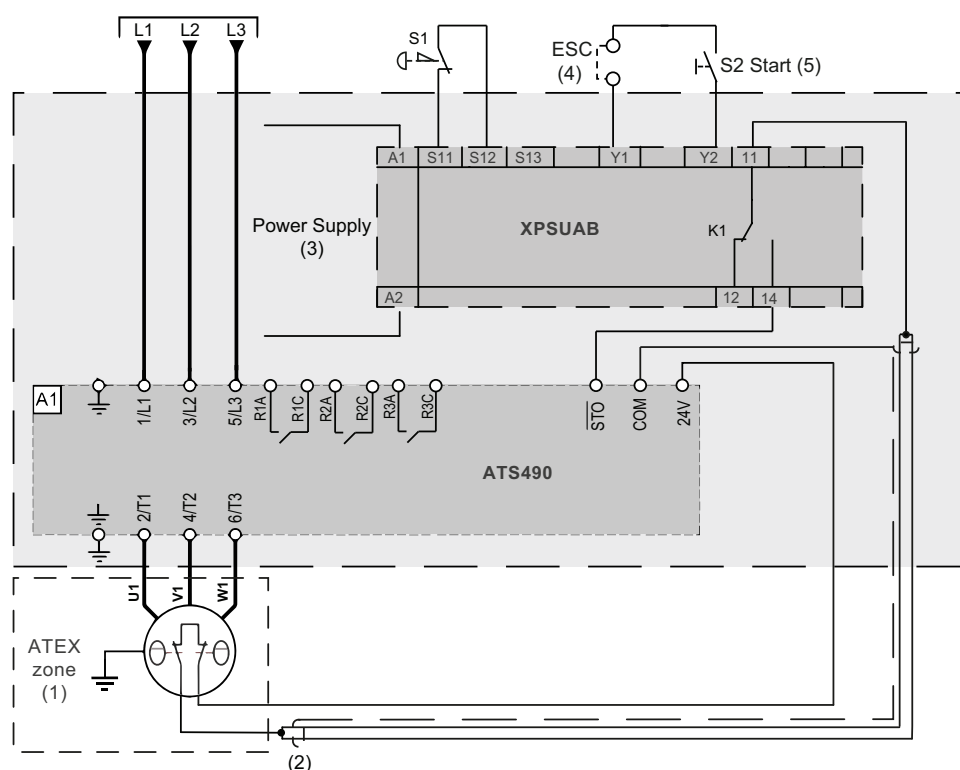 L1 L2 L3
S1
ESC
(4)
S2 Start (5)
A1 S11 S12 S13 Y1 Y2 11
Power Supply
(3)
XPSUAB
K1
A2 12 14
A1
1/L1 3/L2 5/L3 R1A R1C R2A R2C R3A R3C STO COM 24V
ATS490
2/T1 4/T2 6/T3
U1 V1 W1
ATEX
zone
(1)
(2)